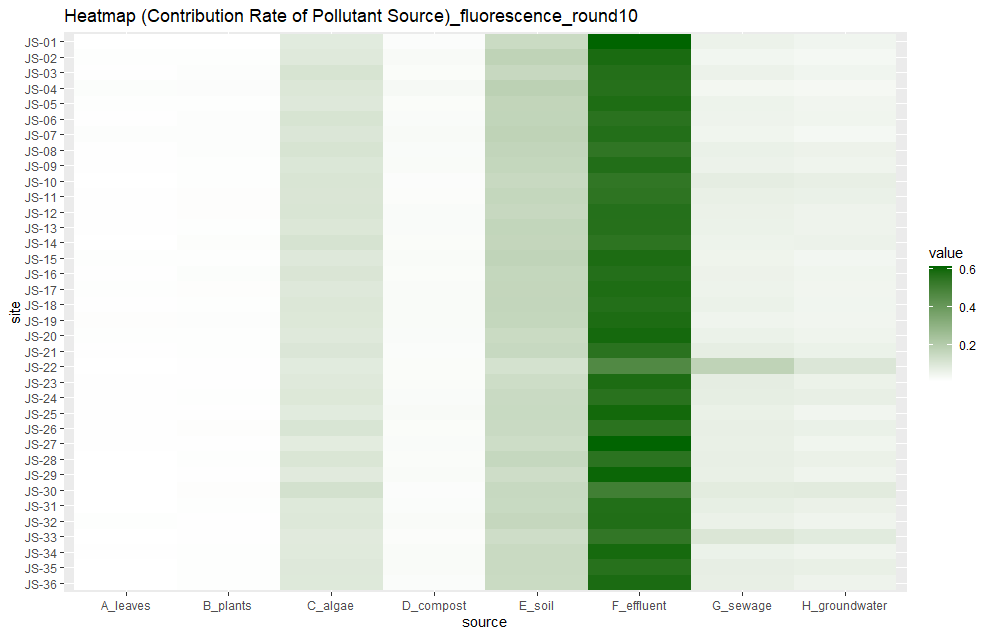 Heatmap (Contribution Rate of Pollutant Source)_fluorescence_round10
site
JS-01
JS-02
JS-03
JS-04
JS-05
JS-06
JS-07
JS-08
JS-09
JS-10
JS-11
JS-12
JS-13
JS-14
JS-15
JS-16
JS-17
JS-18
JS-19
JS-20
JS-21
JS-22
JS-23
JS-24
JS-25
JS-26
JS-27
JS-28
JS-29
JS-30
JS-31
JS-32
JS-33
JS-34
JS-35
JS-36
A_leaves B_plants C_algae D_compost E_soil F_effluent G_sewage H_groundwater
source
value
0.6
0.4
0.2